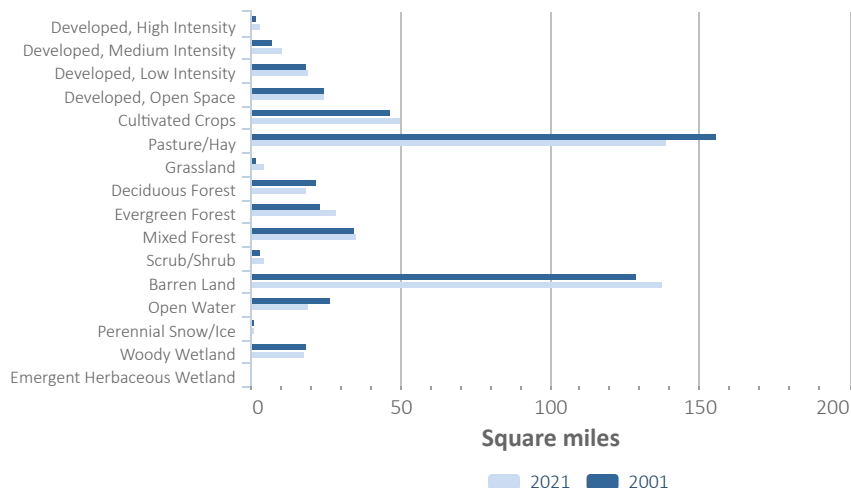 Developed, High Intensity
Developed, Medium Intensity
Developed, Low Intensity
Developed, Open Space
Cultivated Crops
Pasture/Hay
Grassland
Deciduous Forest
Evergreen Forest
Mixed Forest
Scrub/Shrub
Barren Land
Open Water
Perennial Snow/Ice
Woody Wetland
Emergent Herbaceous Wetland
0 50 100 150 200
Square miles
2021 2001